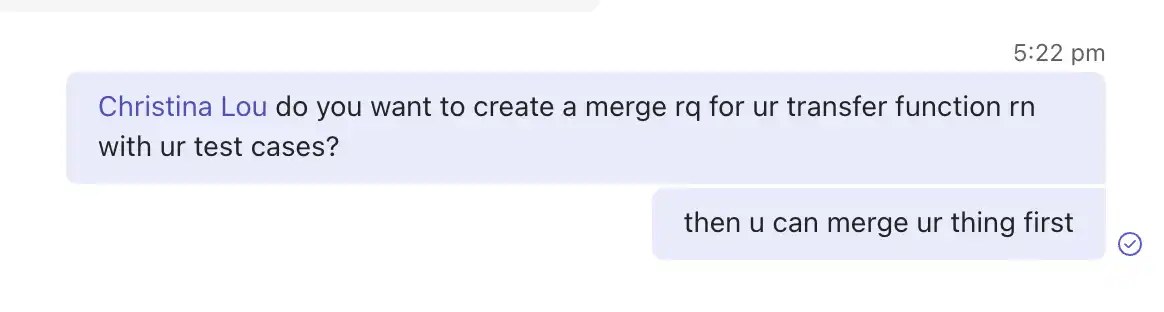 5:22 pm
Christina Lou do you want to create a merge rq for ur transfer function rn
with ur test cases?
then u can merge ur thing first